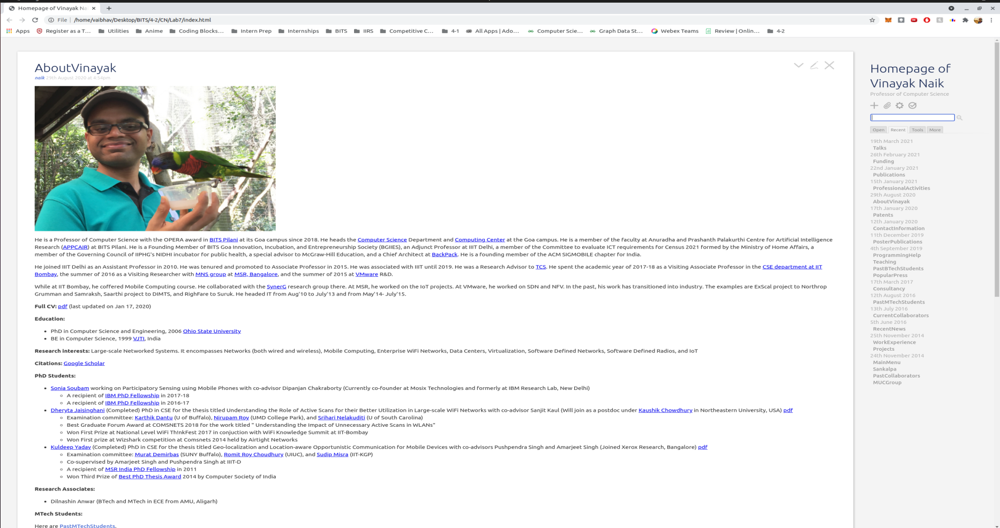 Homepage of Vinayak Na
File | /home/vaibhav/Desktop/BITS/4-2/CN/Lab7/index.html
Apps Register as a T... Utilities Anime Coding Blocks... Intern Prep Internships BITS IIRS Competitive C... 4-1 All Apps | Ado... Computer Scie... Graph Data St... Webex Teams Review | Onlin... 4-2
AboutVinayak
naik 29th August 2020 at 4:54pm
He is a Professor of Computer Science with the OPERA award in BITS Pilani at its Goa campus since 2018. He heads the Computer Science Department and Computing Center at the Goa campus. He is a member of the faculty at Anuradha and Prashanth Palakurthi Centre for Artificial Intelligence
Research (APPCAIR) at BITS Pilani. He is a Founding Member of BITS Goa Innovation, Incubation, and Entrepreneurship Society (BGIIES), an Adjunct Professor at IIIT Delhi, a member of the Committee to evaluate ICT requirements for Census 2021 formed by the Ministry of Home Affairs, a
member of the Governing Council of IIPHG's NIDHI incubator for public health, a special advisor to McGraw-Hill Education, and a Chief Architect at BackPack. He is a founding member of the ACM SIGMOBILE chapter for India.
He joined IIIT Delhi as an Assistant Professor in 2010. He was tenured and promoted to Associate Professor in 2015. He was associated with IIIT until 2019. He was a Research Advisor to TCS. He spent the academic year of 2017-18 as a Visiting Associate Professor in the CSE department at IIT
Bombay, the summer of 2016 as a Visiting Researcher with MNS group at MSR, Bangalore, and the summer of 2015 at VMware R&D.
While at IIT Bombay, he coffered Mobile Computing course. He collaborated with the SynerG research group there. At MSR, he worked on the IoT projects. At VMware, he worked on SDN and NFV. In the past, his work has transitioned into industry. The examples are ExScal project to Northrop
Grumman and Samraksh, Saarthi project to DIMTS, and RighFare to Suruk. He headed IT from Aug'10 to July'13 and from May'14- July'15.
Full CV: pdf (last updated on Jan 17, 2020)
Education:
• PhD in Computer Science and Engineering, 2006 Ohio State University
• BE in Computer Science, 1999 VJTI, India
Research interests: Large-scale Networked Systems. It encompasses Networks (both wired and wireless), Mobile Computing, Enterprise WiFi Networks, Data Centers, Virtualization, Software Defined Networks, Software Defined Radios, and IoT
Citations: Google Scholar
PhD Students:
• Sonia Soubam working on Participatory Sensing using Mobile Phones with co-advisor Dipanjan Chakraborty (Currently co-founder at Mosix Technologies and formerly at IBM Research Lab, New Delhi)
◦ A recipient of IBM PhD Fellowship in 2017-18
◦ A recipient of IBM PhD Fellowship in 2016-17
• Dheryta Jaisinghani (Completed) PhD in CSE for the thesis titled Understanding the Role of Active Scans for their Better Utilization in Large-scale WiFi Networks with co-advisor Sanjit Kaul (Will join as a postdoc under Kaushik Chowdhury in Northeastern University, USA) pdf
◦ Examination committee: Karthik Dantu (U of Buffalo), Nirupam Roy (UMD College Park), and Srihari Nelakuditi (U of South Carolina)
◦ Best Graduate Forum Award at COMSNETS 2018 for the work titled " Understanding the Impact of Unnecessary Active Scans in WLANs"
◦ Won First Prize at National Level WiFi Th!nkFest 2017 in conjuction with WiFi Knowledge Summit at IIT-Bombay
◦ Won First prize at Wizshark competition at Comsnets 2014 held by Airtight Networks
• Kuldeep Yadav (Completed) PhD in CSE for the thesis titled Geo-localization and Location-aware Opportunistic Communication for Mobile Devices with co-advisors Pushpendra Singh and Amarjeet Singh (Joined Xerox Research, Bangalore) pdf
◦ Examination committee: Murat Demirbas (SUNY Buffalo), Romit Roy Choudhury (UIUC), and Sudip Misra (IIT-KGP)
◦ Co-supervised by Amarjeet Singh and Pushpendra Singh at IIIT-D
◦ A recipient of MSR India PhD Fellowship in 2011
◦ Won Third Prize of Best PhD Thesis Award 2014 by Computer Society of India
Research Associates:
• Dilnashin Anwar (BTech and MTech in ECE from AMU, Aligarh)
MTech Students:
Here are PastMTechStudents.
Homepage of
Vinayak Naik
Professor of Computer Science
Open Recent Tools More
19th March 2021
Talks
26th February 2021
Funding
22nd January 2021
Publications
15th January 2021
ProfessionalActivities
29th August 2020
AboutVinayak
17th January 2020
Patents
12th January 2020
ContactInformation
11th December 2019
PosterPublications
4th September 2019
ProgrammingHelp
Teaching
PastBTechStudents
PopularPress
17th March 2017
Consultancy
12th August 2016
PastMTechStudents
13th July 2016
CurrentCollaborators
5th June 2016
RecentNews
25th November 2014
WorkExperience
Projects
24th November 2014
MainMenu
Sankalpa
PastCollaborators
MUCGroup